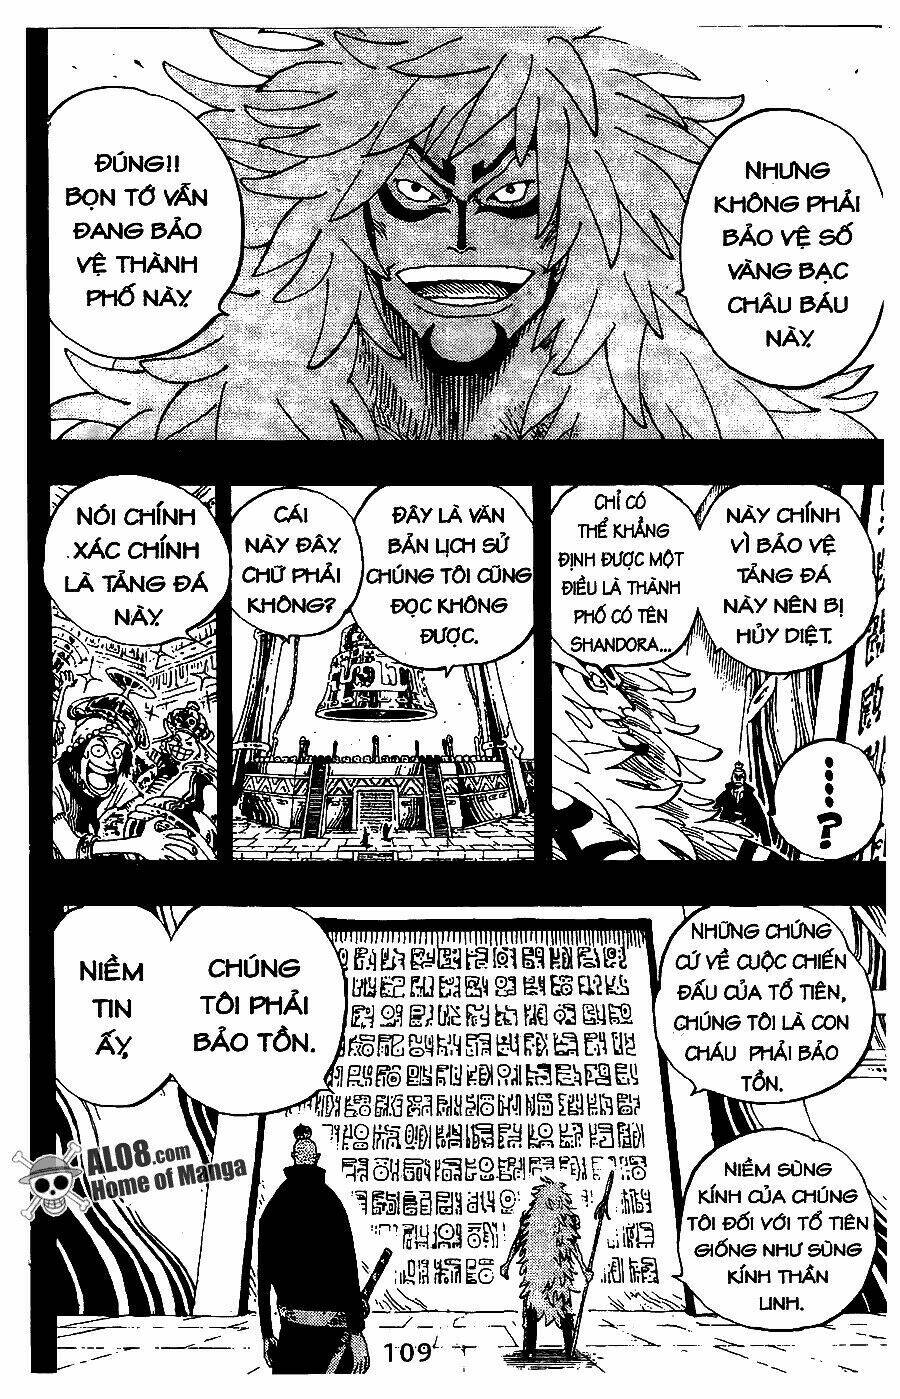 ĐÚNG!!
BỌN TỚ VẪN
ĐANG BẢO
VỆ THÀNH
PHỐ NÀY.
NHƯNG
KHÔNG PHẢI
BẢO VỆ SỐ
VÀNG BẠC
CHÂU BÁU
NÀY.
NÓI CHÍNH
XÁC CHÍNH
LÀ TẢNG ĐÁ
NÀY.
CÁI
NÀY ĐÂY.
CHỮ PHẢI
KHÔNG?
ĐÂY LÀ VĂN
BẢN LỊCH SỬ
CHÚNG TÔI CŨNG
ĐỌC KHÔNG
ĐƯỢC.
CHỈ CÓ
THỂ KHẲNG
ĐỊNH ĐƯỢC MỘT
ĐIỀU LÀ THÀNH
PHỐ CÓ TÊN
SHANDORA...
NÀY CHÍNH
VÌ BẢO VỆ
TẢNG ĐÁ
NÀY NÊN BỊ
HỦY DIỆT.
.....?
NIỀM
TIN
ẤY,
CHÚNG
TÔI PHẢI
BẢO TỒN.
NHỮNG CHỨNG
CỨ VỀ CUỘC CHIẾN
ĐẤU CỦA TỔ TIÊN,
CHÚNG TÔI LÀ CON
CHÁU PHẢI BẢO
TỒN.
NIỀM SÙNG
KÍNH CỦA CHÚNG
TÔI ĐỐI VỚI TỔ TIÊN
GIỐNG NHƯ SÙNG
KÍNH THẦN
LINH.
ALO8.com
Home of Manga
109